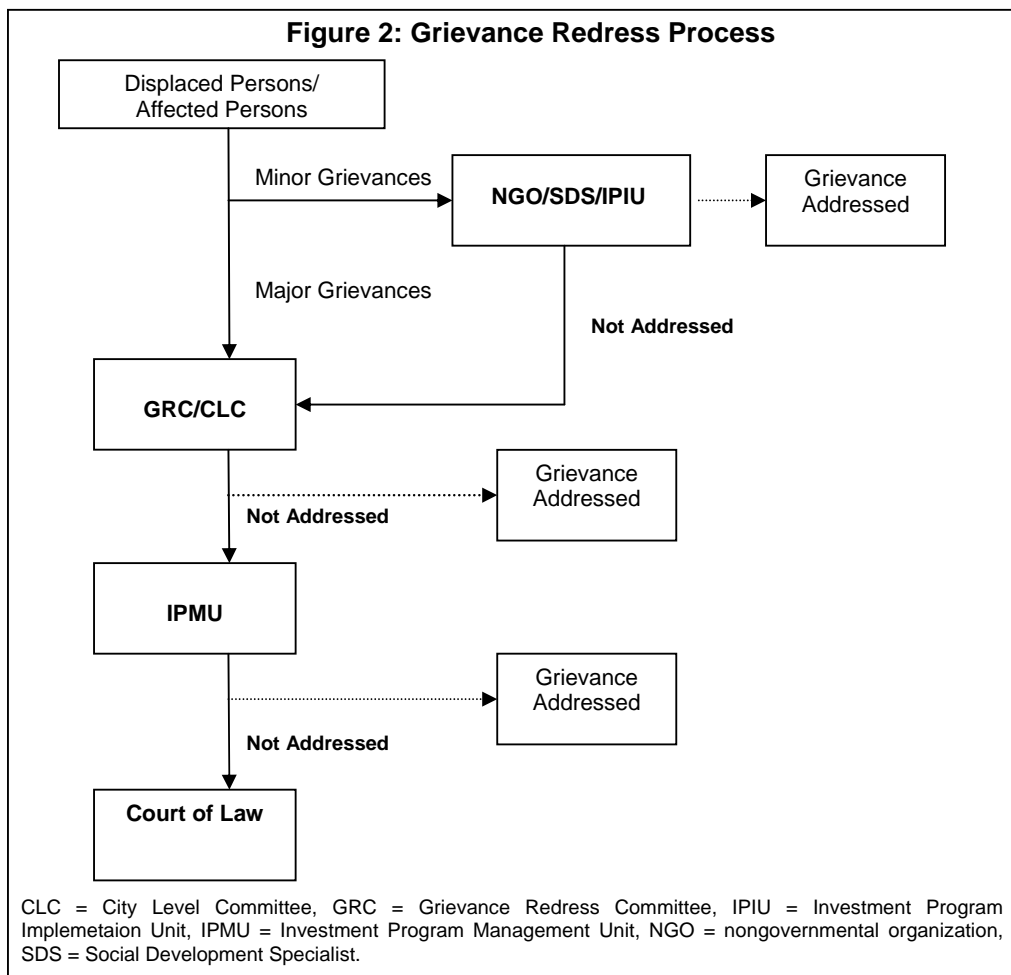 Figure 2: Grievance Redress Process
Displaced Persons/
Affected Persons
Minor Grievances
NGO/SDS/IPIU
Grievance
Addressed
Major Grievances
Not Addressed
GRC/CLC
Grievance
Addressed
Not Addressed
IPMU
Grievance
Addressed
Not Addressed
Court of Law
CLC = City Level Committee, GRC = Grievance Redress Committee, IPIU = Investment Program
Implemetaion Unit, IPMU = Investment Program Management Unit, NGO = nongovernmental organization,
SDS = Social Development Specialist.